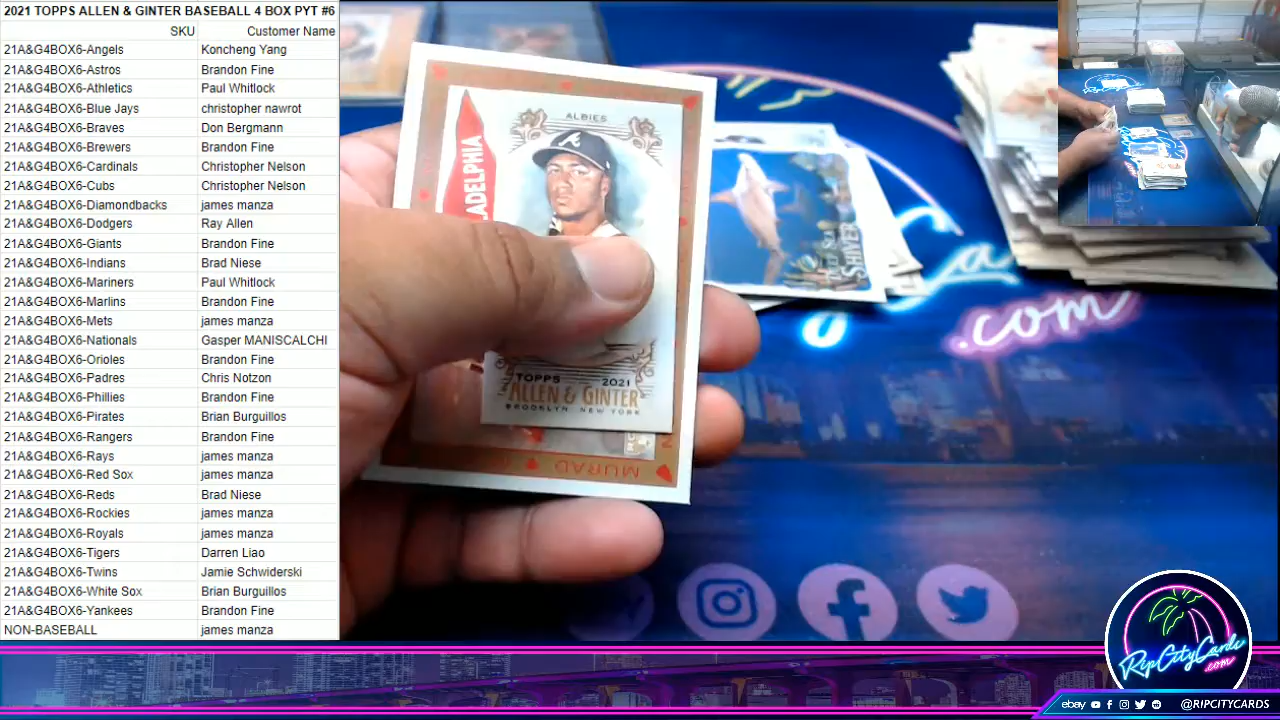 2021 TOPPS ALLEN & GINTER BASEBALL 4 BOX PYT #6
SKU Customer Name
21A&G4BOX6-Angels Koncheng Yang
21A&G4BOX6-Astros Brandon Fine
21A&G4BOX6-Athletics Paul Whitlock
21A&G4BOX6-Blue Jays christopher nawrot
21A&G4BOX6-Braves Don Bergmann
21A&G4BOX6-Brewers Brandon Fine
21A&G4BOX6-Cardinals Christopher Nelson
21A&G4BOX6-Cubs Christopher Nelson
21A&G4BOX6-Diamondbacks james manza
21A&G4BOX6-Dodgers Ray Allen
21A&G4BOX6-Giants Brandon Fine
21A&G4BOX6-Indians Brad Niese
21A&G4BOX6-Mariners Paul Whitlock
21A&G4BOX6-Marlins Brandon Fine
21A&G4BOX6-Mets james manza
21A&G4BOX6-Nationals Gasper MANISCALCHI
21A&G4BOX6-Orioles Brandon Fine
21A&G4BOX6-Padres Chris Notzon
21A&G4BOX6-Phillies Brandon Fine
21A&G4BOX6-Pirates Brian Burguillos
21A&G4BOX6-Rangers Brandon Fine
21A&G4BOX6-Rays james manza
21A&G4BOX6-Red Sox james manza
21A&G4BOX6-Reds Brad Niese
21A&G4BOX6-Rockies james manza
21A&G4BOX6-Royals james manza
21A&G4BOX6-Tigers Darren Liao
21A&G4BOX6-Twins Jamie Schwiderski
21A&G4BOX6-White Sox Brian Burguillos
21A&G4BOX6-Yankees Brandon Fine
NON-BASEBALL james manza
ALBIES
ADELPHIA
TOPPS 2021
ALLEN & GINTER
BROOKLYN NEW YORK
MURAD
SHIVER
.com
RipCityCards
.com
ebay @RIPCITYCARDS